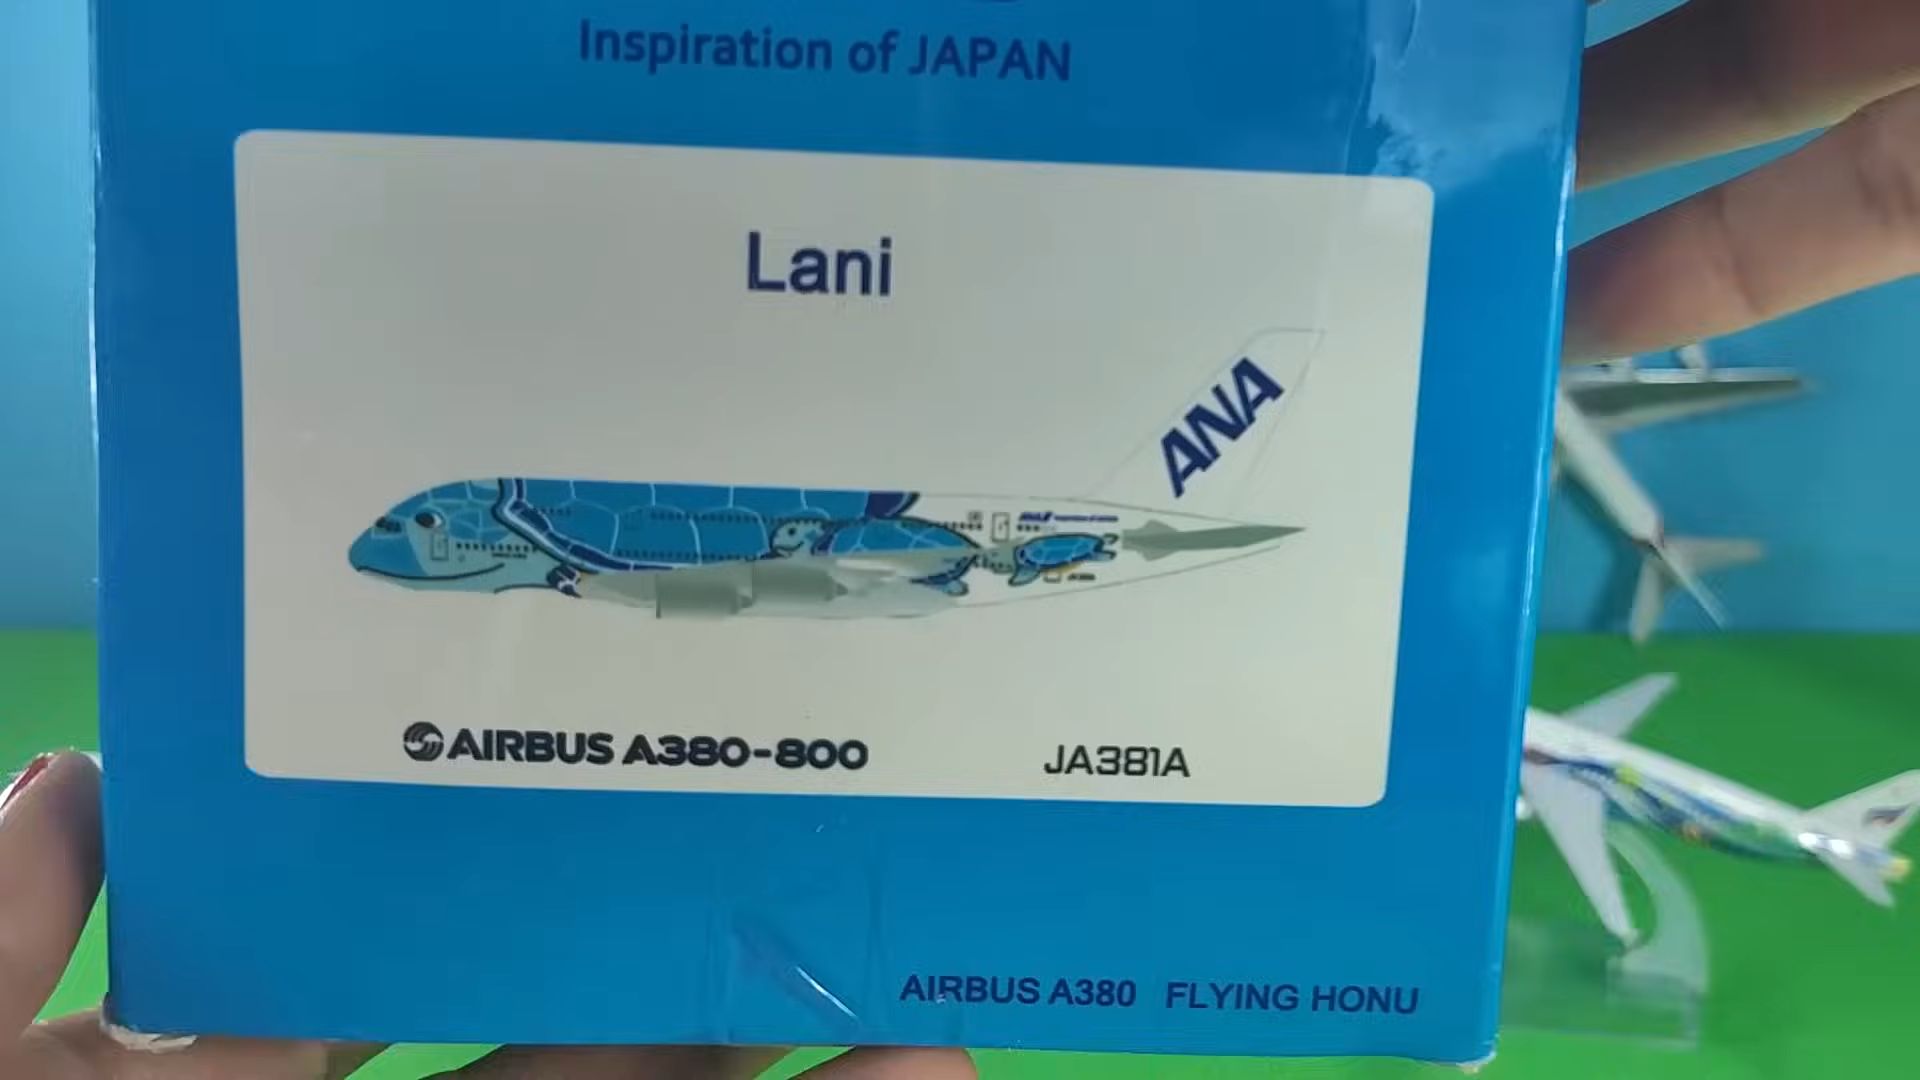 Inspiration of JAPAN
Lani
ANA
AIRBUS A380-800 JA381A
AIRBUS A380 FLYING HONU